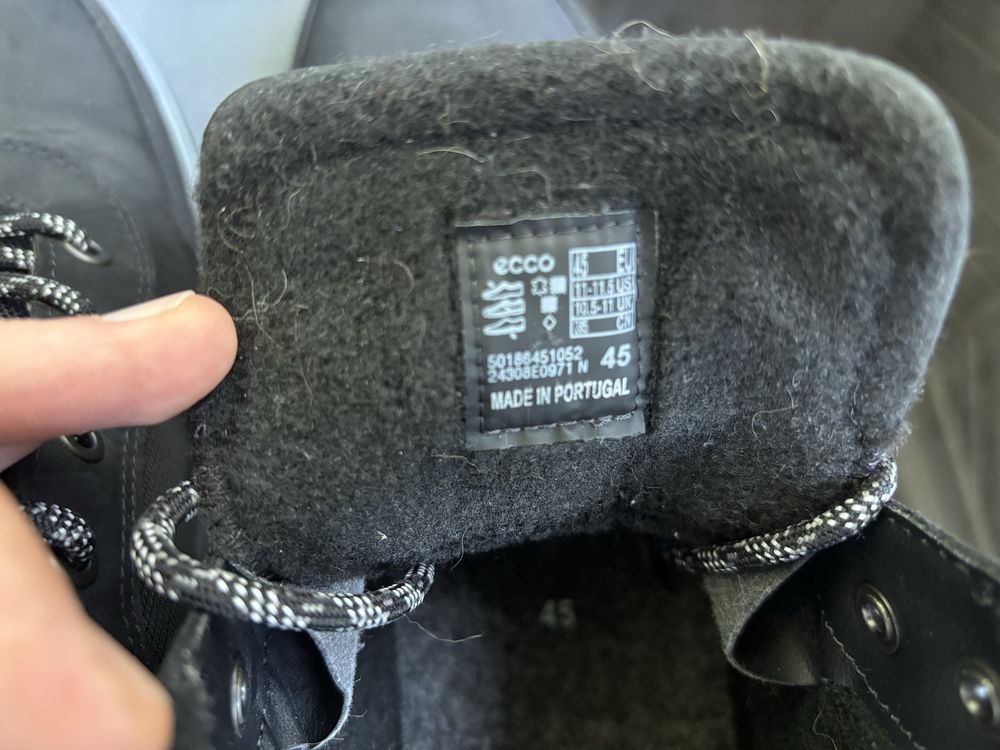 ecco
45 EU
11-11,5 US
10,5-11 UK
285 CN
50186451052
24308E0971 N
45
MADE IN PORTUGAL
45